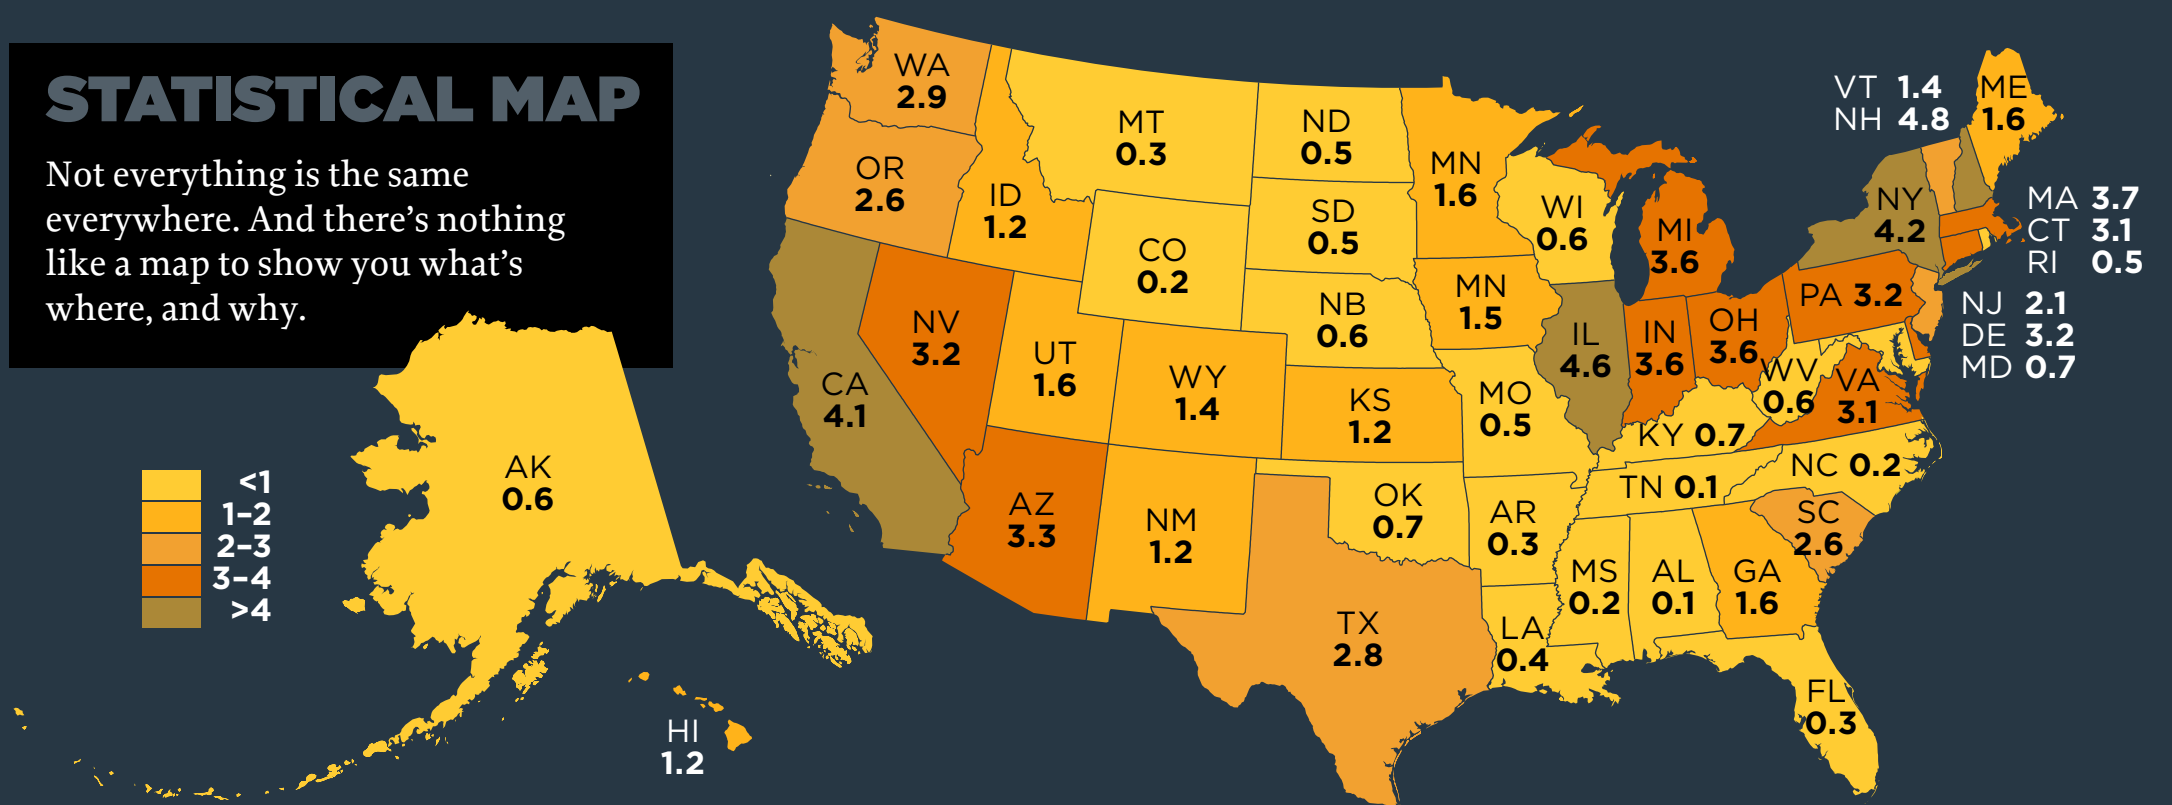 STATISTICAL MAP
Not everything is the same
everywhere. And there's nothing
like a map to show you what's
where, and why.
<1
1–2
2–3
3–4
>4
AK
0.6
HI
1.2
WA
2.9
OR
2.6
CA
4.1
ID
1.2
NV
3.2
UT
1.6
AZ
3.3
MT
0.3
CO
0.2
WY
1.4
NM
1.2
ND
0.5
SD
0.5
NB
0.6
KS
1.2
OK
0.7
TX
2.8
MN
1.6
MN
1.5
MO
0.5
AR
0.3
LA
0.4
WI
0.6
IL
4.6
MI
3.6
IN
3.6
OH
3.6
KY 0.7
TN 0.1
MS
0.2
AL
0.1
GA
1.6
FL
0.3
SC
2.6
NC 0.2
VA
3.1
WV
0.6
PA 3.2
NY
4.2
VT 1.4
NH 4.8
ME
1.6
MA 3.7
CT 3.1
RI 0.5
NJ 2.1
DE 3.2
MD 0.7